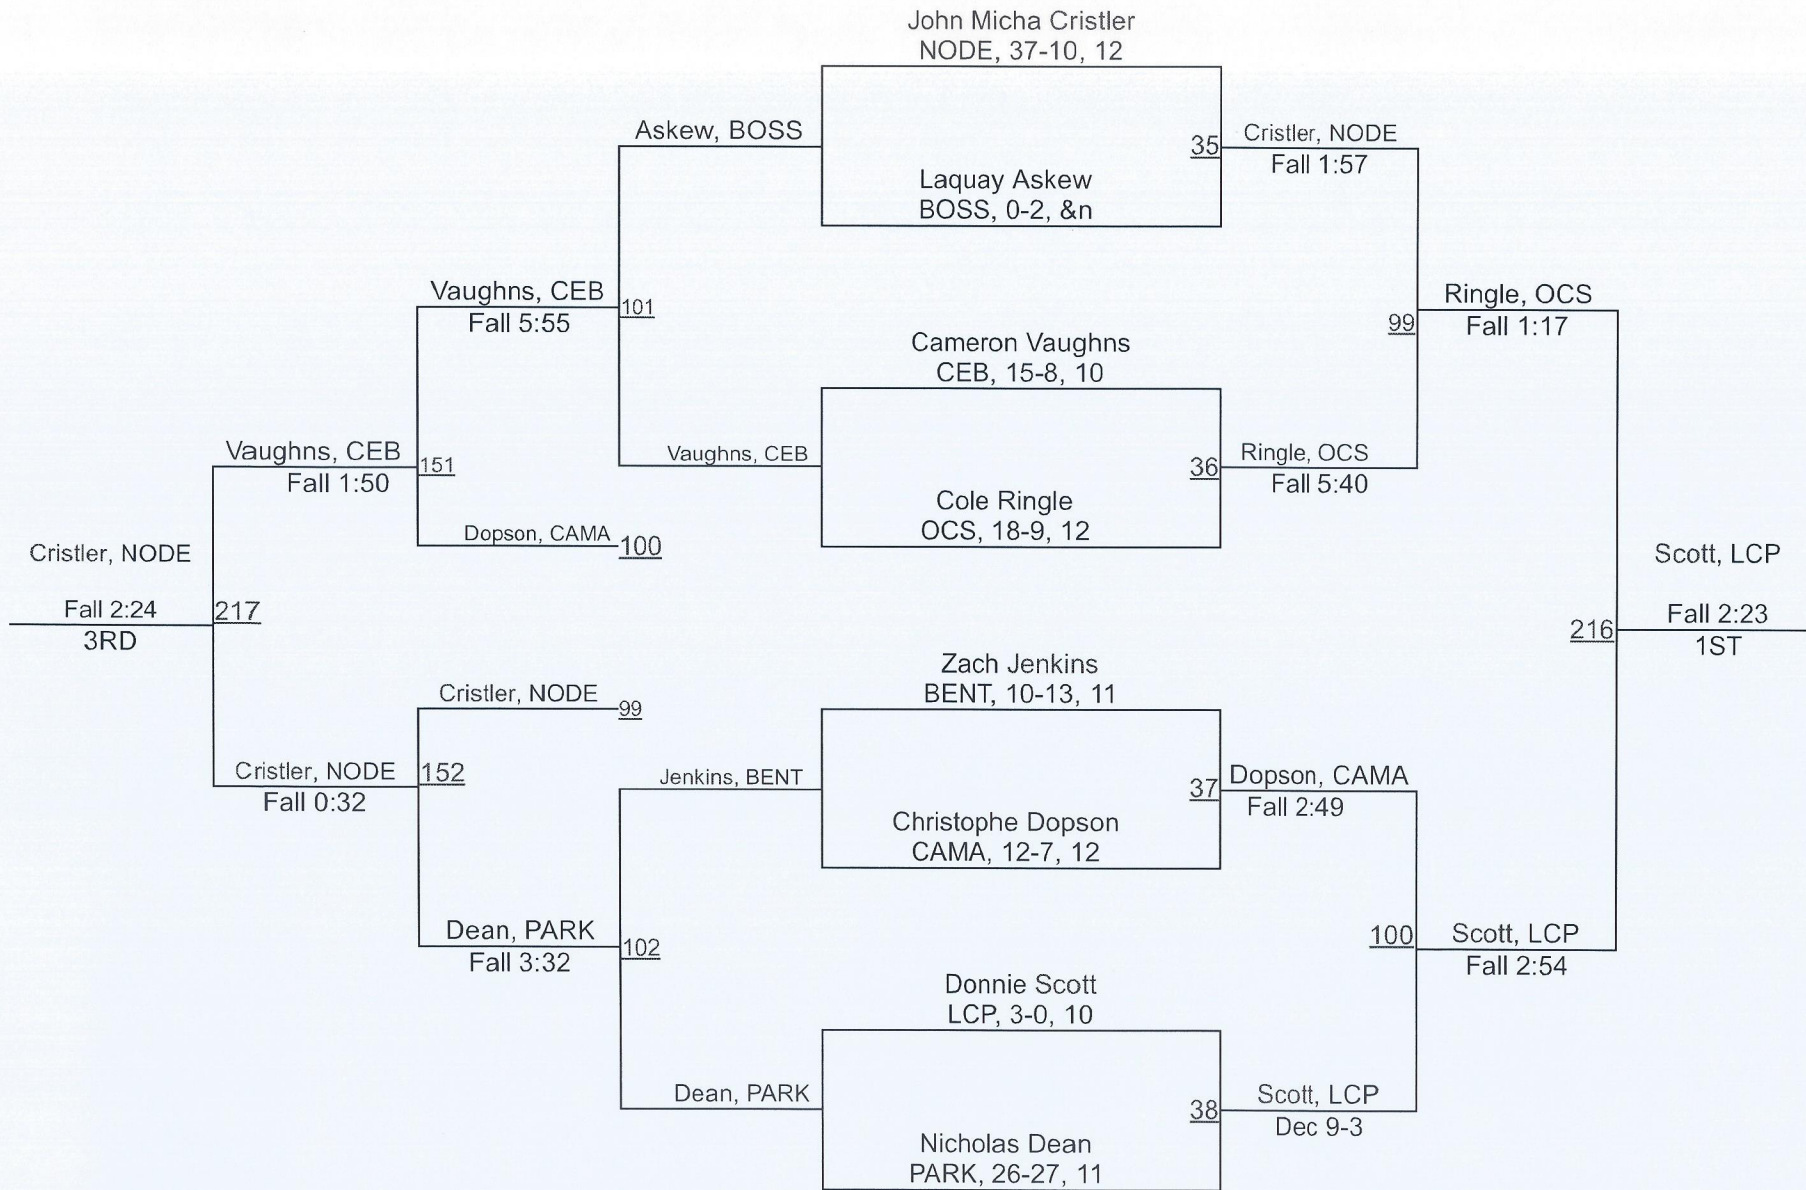 John Micha Cristler
NODE, 37-10, 12
Askew, BOSS
35
Cristler, NODE
Fall 1:57
Laquay Askew
BOSS, 0-2, &n
Vaughns, CEB
Fall 5:55
101
99
Ringle, OCS
Fall 1:17
Cameron Vaughns
CEB, 15-8, 10
Vaughns, CEB
Fall 1:50
151
Vaughns, CEB
36
Ringle, OCS
Fall 5:40
Cole Ringle
OCS, 18-9, 12
Dopson, CAMA
100
Cristler, NODE
Fall 2:24
3RD
217
Scott, LCP
Fall 2:23
1ST
216
Zach Jenkins
BENT, 10-13, 11
Cristler, NODE
99
Cristler, NODE
Fall 0:32
152
Jenkins, BENT
37
Dopson, CAMA
Fall 2:49
Christophe Dopson
CAMA, 12-7, 12
Dean, PARK
Fall 3:32
102
100
Scott, LCP
Fall 2:54
Donnie Scott
LCP, 3-0, 10
Dean, PARK
38
Scott, LCP
Dec 9-3
Nicholas Dean
PARK, 26-27, 11